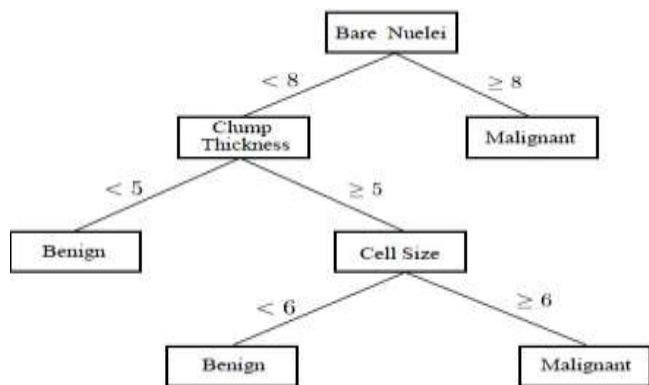 Bare Nuelei
< 8
≥ 8
Clump
Thickness
Malignant
< 5
≥ 5
Benign
Cell Size
< 6
≥ 6
Benign
Malignant